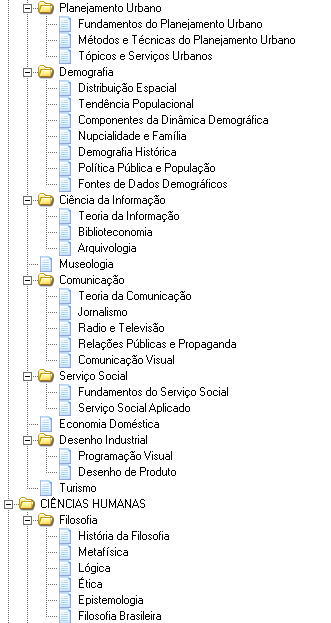 Planejamento Urbano
Fundamentos do Planejamento Urbano
Métodos e Técnicas do Planejamento Urbano
Tópicos e Serviços Urbanos
Demografia
Distribuição Espacial
Tendência Populacional
Componentes da Dinâmica Demográfica
Nupcialidade e Família
Demografia Histórica
Política Pública e População
Fontes de Dados Demográficos
Ciência da Informação
Teoria da Informação
Biblioteconomia
Arquivologia
Museologia
Comunicação
Teoria da Comunicação
Jornalismo
Radio e Televisão
Relações Públicas e Propaganda
Comunicação Visual
Serviço Social
Fundamentos do Serviço Social
Serviço Social Aplicado
Economia Doméstica
Desenho Industrial
Programação Visual
Desenho de Produto
Turismo
CIÊNCIAS HUMANAS
Filosofia
História da Filosofia
Metafísica
Lógica
Ética
Epistemologia
Filosofia Brasileira